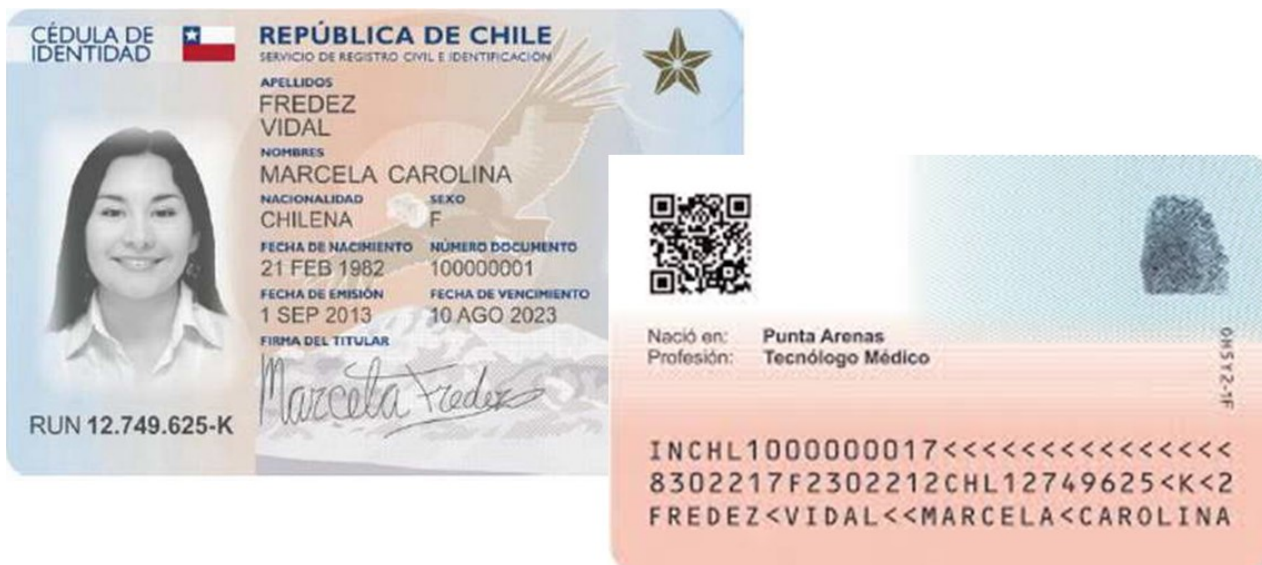 CÉDULA DE
IDENTIDAD
REPÚBLICA DE CHILE
SERVICIO DE REGISTRO CIVIL E IDENTIFICACIÓN
APELLIDOS
FREDEZ
VIDAL
NOMBRES
MARCELA CAROLINA
NACIONALIDAD SEXO
CHILENA F
FECHA DE NACIMIENTO NÚMERO DOCUMENTO
21 FEB 1982 100000001
FECHA DE EMISIÓN FECHA DE VENCIMIENTO
1 SEP 2013 10 AGO 2023
FIRMA DEL TITULAR
Marcela Fredez
RUN 12.749.625-K
Nació en: Punta Arenas
Profesión: Tecnólogo Médico
0M5Y2-1F
INCHL1000000017<<<<<<<<<<<<<<<
8302217F2302212CHL12749625<K<2
FREDEZ<VIDAL<<MARCELA<CAROLINA